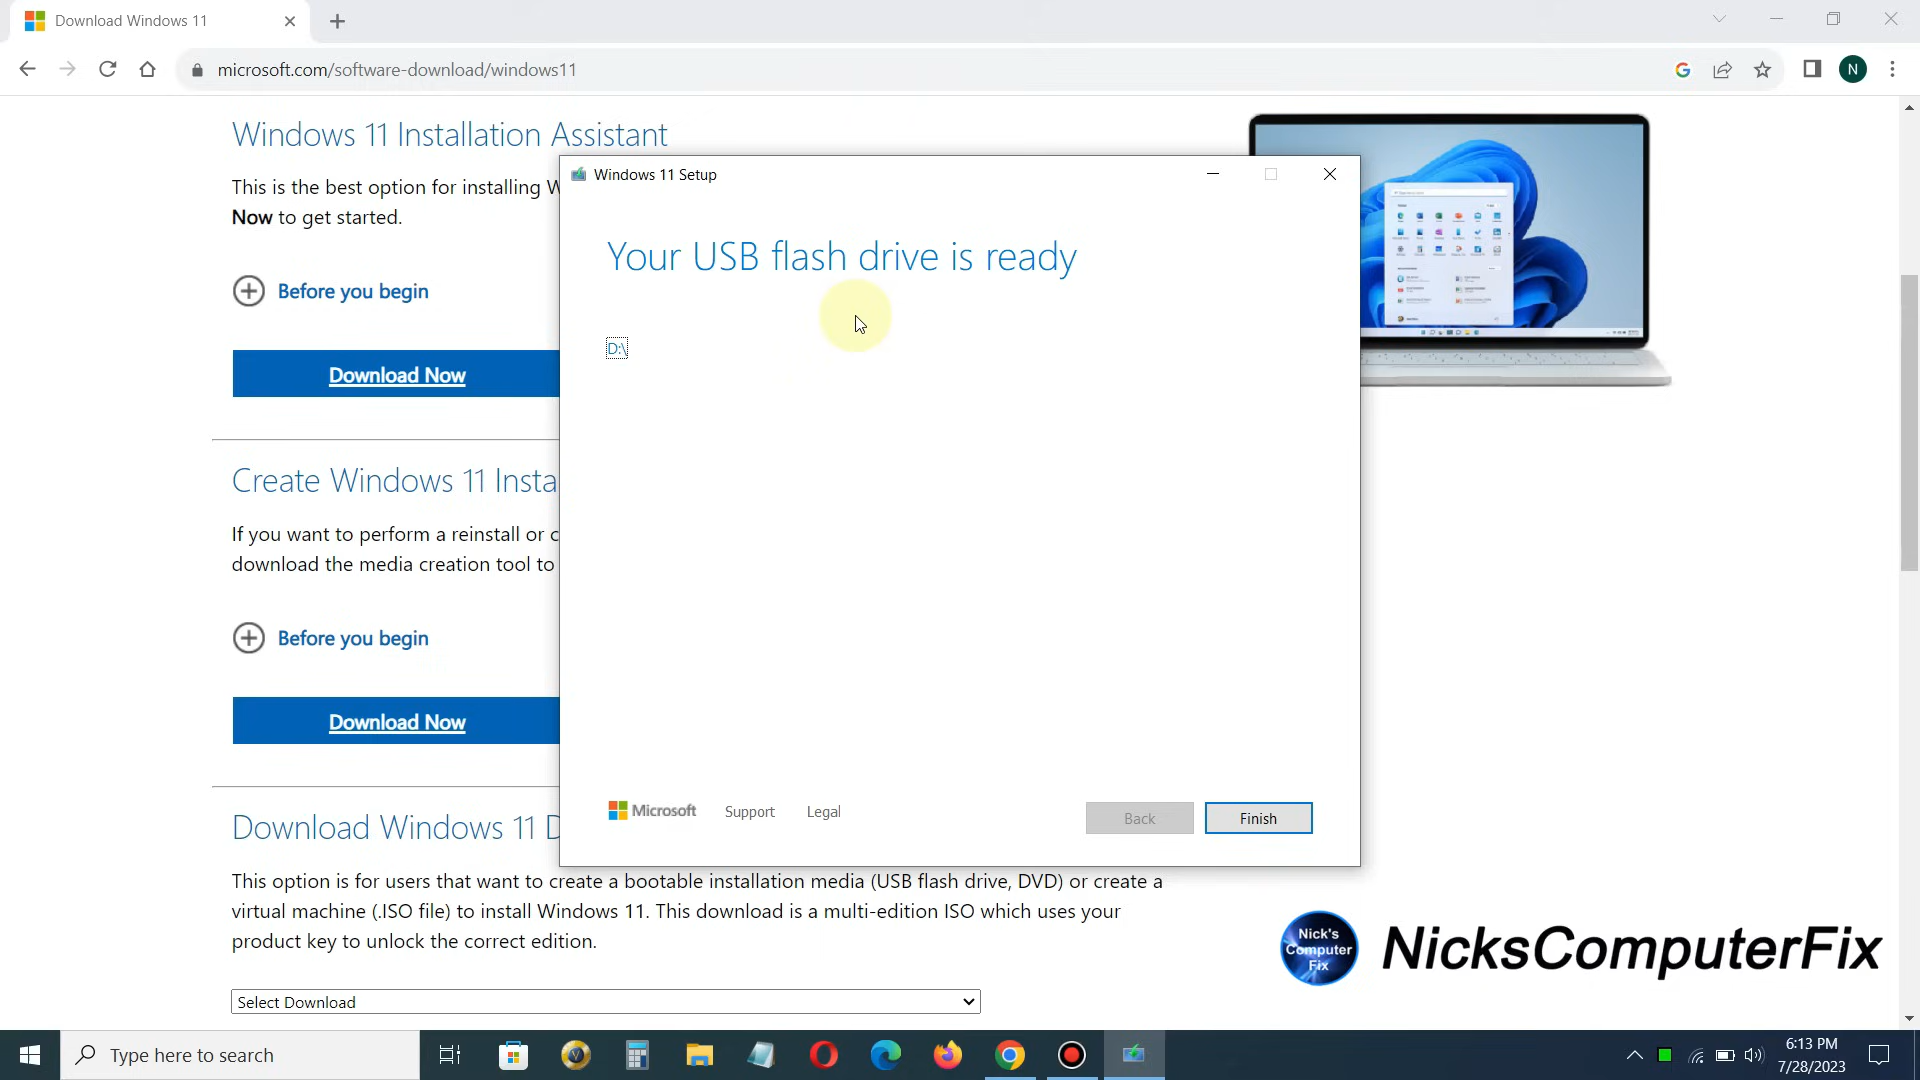 Download Windows 11
microsoft.com/software-download/windows11
N
Windows 11 Installation Assistant
This is the best option for installing W
Now to get started.
Before you begin
Download Now
Create Windows 11 Insta
If you want to perform a reinstall or c
download the media creation tool to
Before you begin
Download Now
Download Windows 11 D
This option is for users that want to create a bootable installation media (USB flash drive, DVD) or create a
virtual machine (.ISO file) to install Windows 11. This download is a multi-edition ISO which uses your
product key to unlock the correct edition.
Select Download
Windows 11 Setup
Your USB flash drive is ready
D:\
Microsoft
Support
Legal
Back
Finish
Nick's
Computer
Fix
NicksComputerFix
Type here to search
6:13 PM
7/28/2023